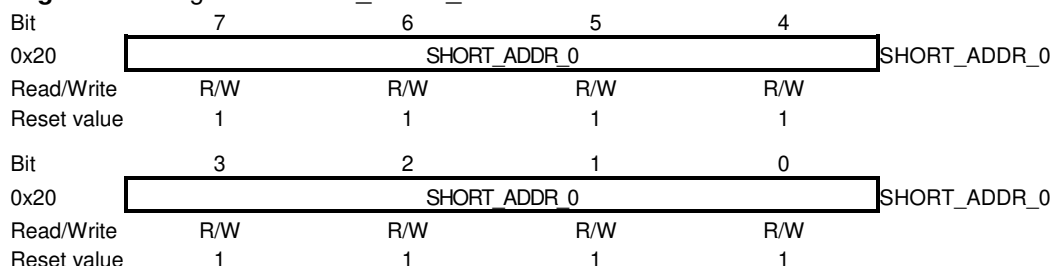 Bit 7 6 5 4
0x20 SHORT_ADDR_0 SHORT_ADDR_0
Read/Write R/W R/W R/W R/W
Reset value 1 1 1 1
Bit 3 2 1 0
0x20 SHORT_ADDR_0 SHORT_ADDR_0
Read/Write R/W R/W R/W R/W
Reset value 1 1 1 1